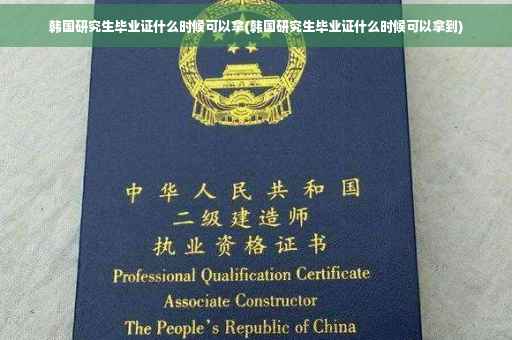 韩国研究生毕业证什么时候可以拿(韩国研究生毕业证什么时候可以拿到)
中华人民共和国
二级建造师
执业资格证书
Professional Qualification Certificate
Associate Constructor
The People's Republic of China